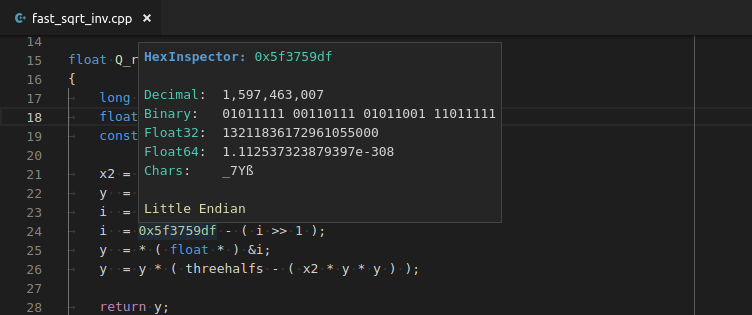 fast_sqrt_inv.cpp ×
14
15 float Q_r
16 {
17 long
18 float
19 const
20
21 x2 =
22 y =
23 i =
24 i = 0x5f3759df - ( i >> 1 );
25 y = * ( float * ) &i;
26 y = y * ( threehalfs - ( x2 * y * y ) );
27
28 return y;
HexInspector: 0x5f3759df
Decimal: 1,597,463,007
Binary: 01011111 00110111 01011001 11011111
Float32: 13211836172961055000
Float64: 1.112537323879397e-308
Chars: _7Yß
Little Endian